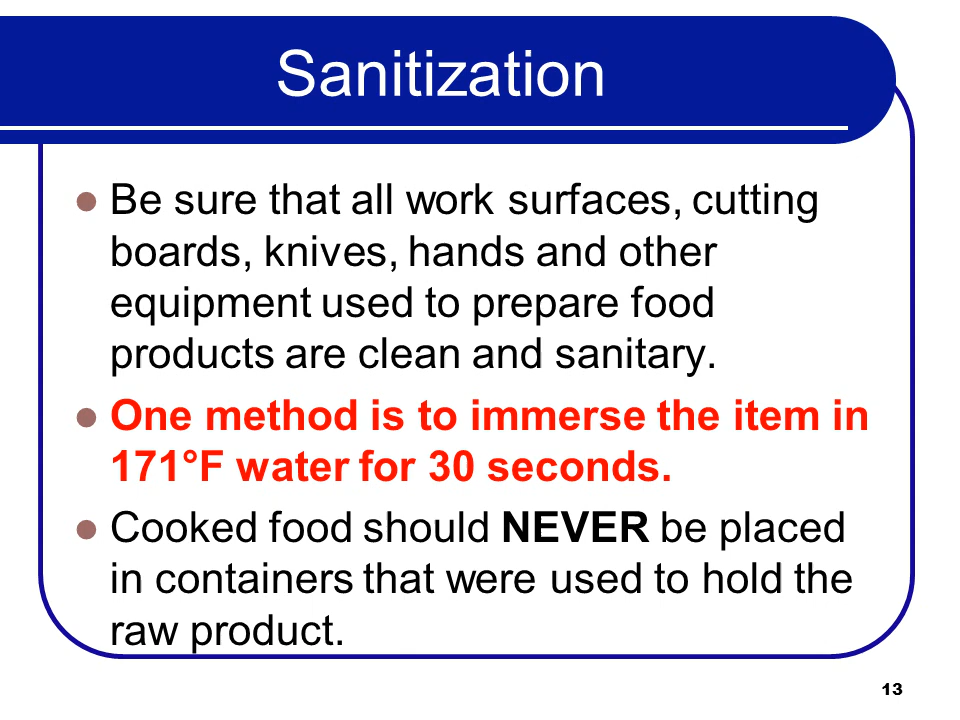 Sanitization
Be sure that all work surfaces, cutting
boards, knives, hands and other
equipment used to prepare food
products are clean and sanitary.
One method is to immerse the item in
171°F water for 30 seconds.
Cooked food should NEVER be placed
in containers that were used to hold the
raw product.
13